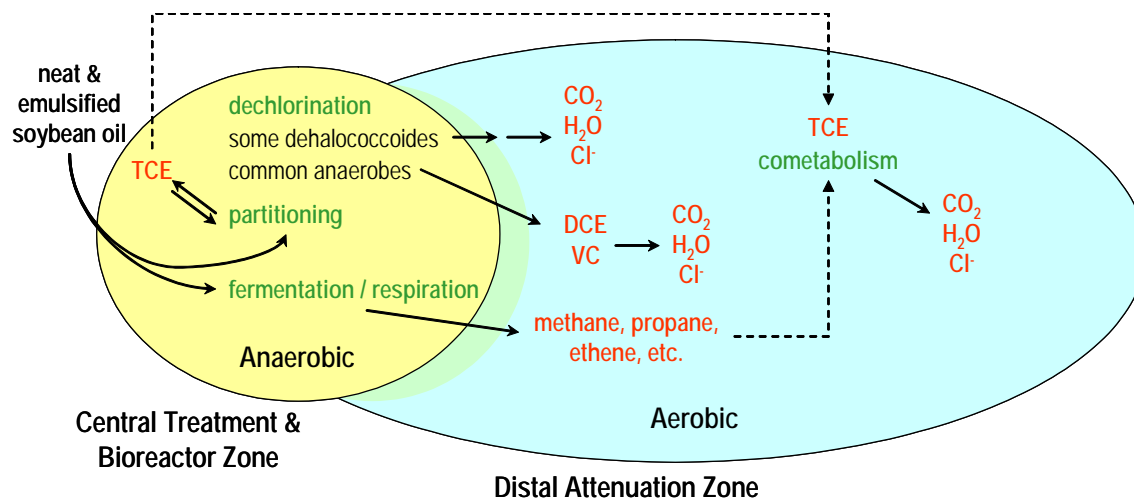 neat &
emulsified
soybean oil
TCE
dechlorination
some dehalococcoides
common anaerobes
partitioning
fermentation / respiration
Anaerobic
Central Treatment &
Bioreactor Zone
CO₂
H₂O
Cl⁻
DCE
VC
CO₂
H₂O
Cl⁻
methane, propane,
ethene, etc.
TCE
cometabolism
CO₂
H₂O
Cl⁻
Aerobic
Distal Attenuation Zone